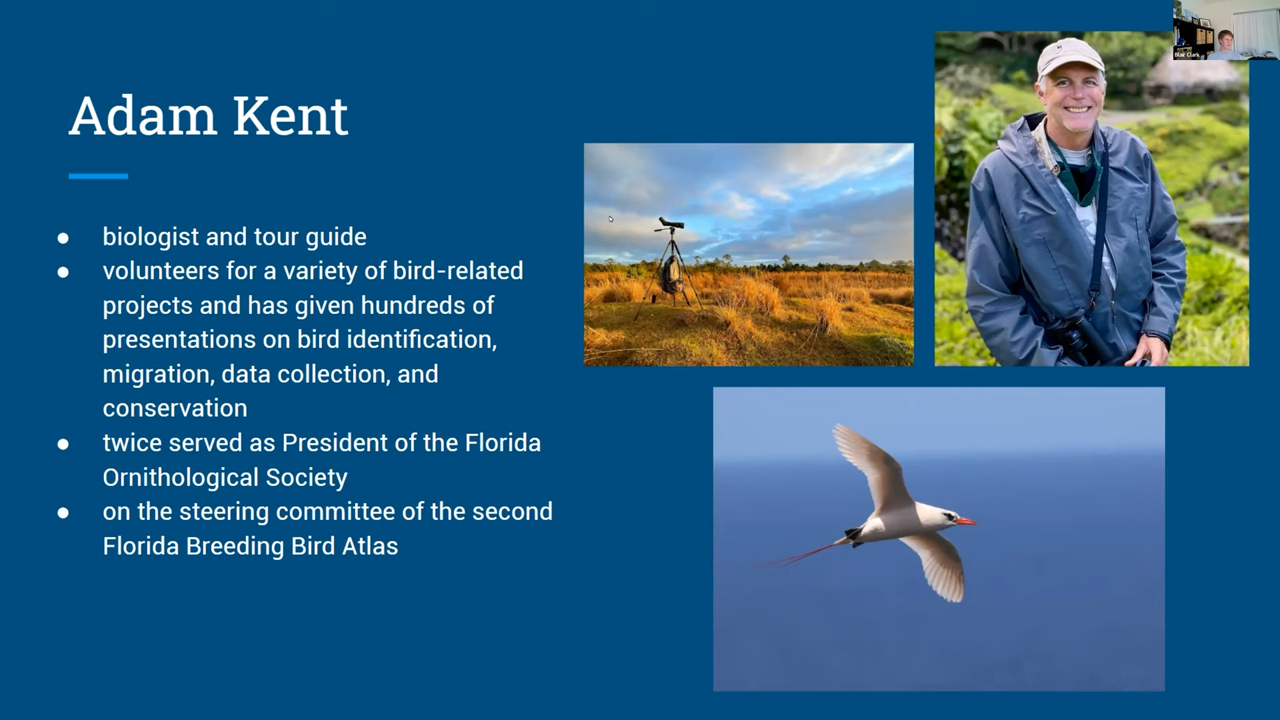 Adam Kent
● biologist and tour guide
● volunteers for a variety of bird-related
projects and has given hundreds of
presentations on bird identification,
migration, data collection, and
conservation
● twice served as President of the Florida
Ornithological Society
● on the steering committee of the second
Florida Breeding Bird Atlas
Blair Clark